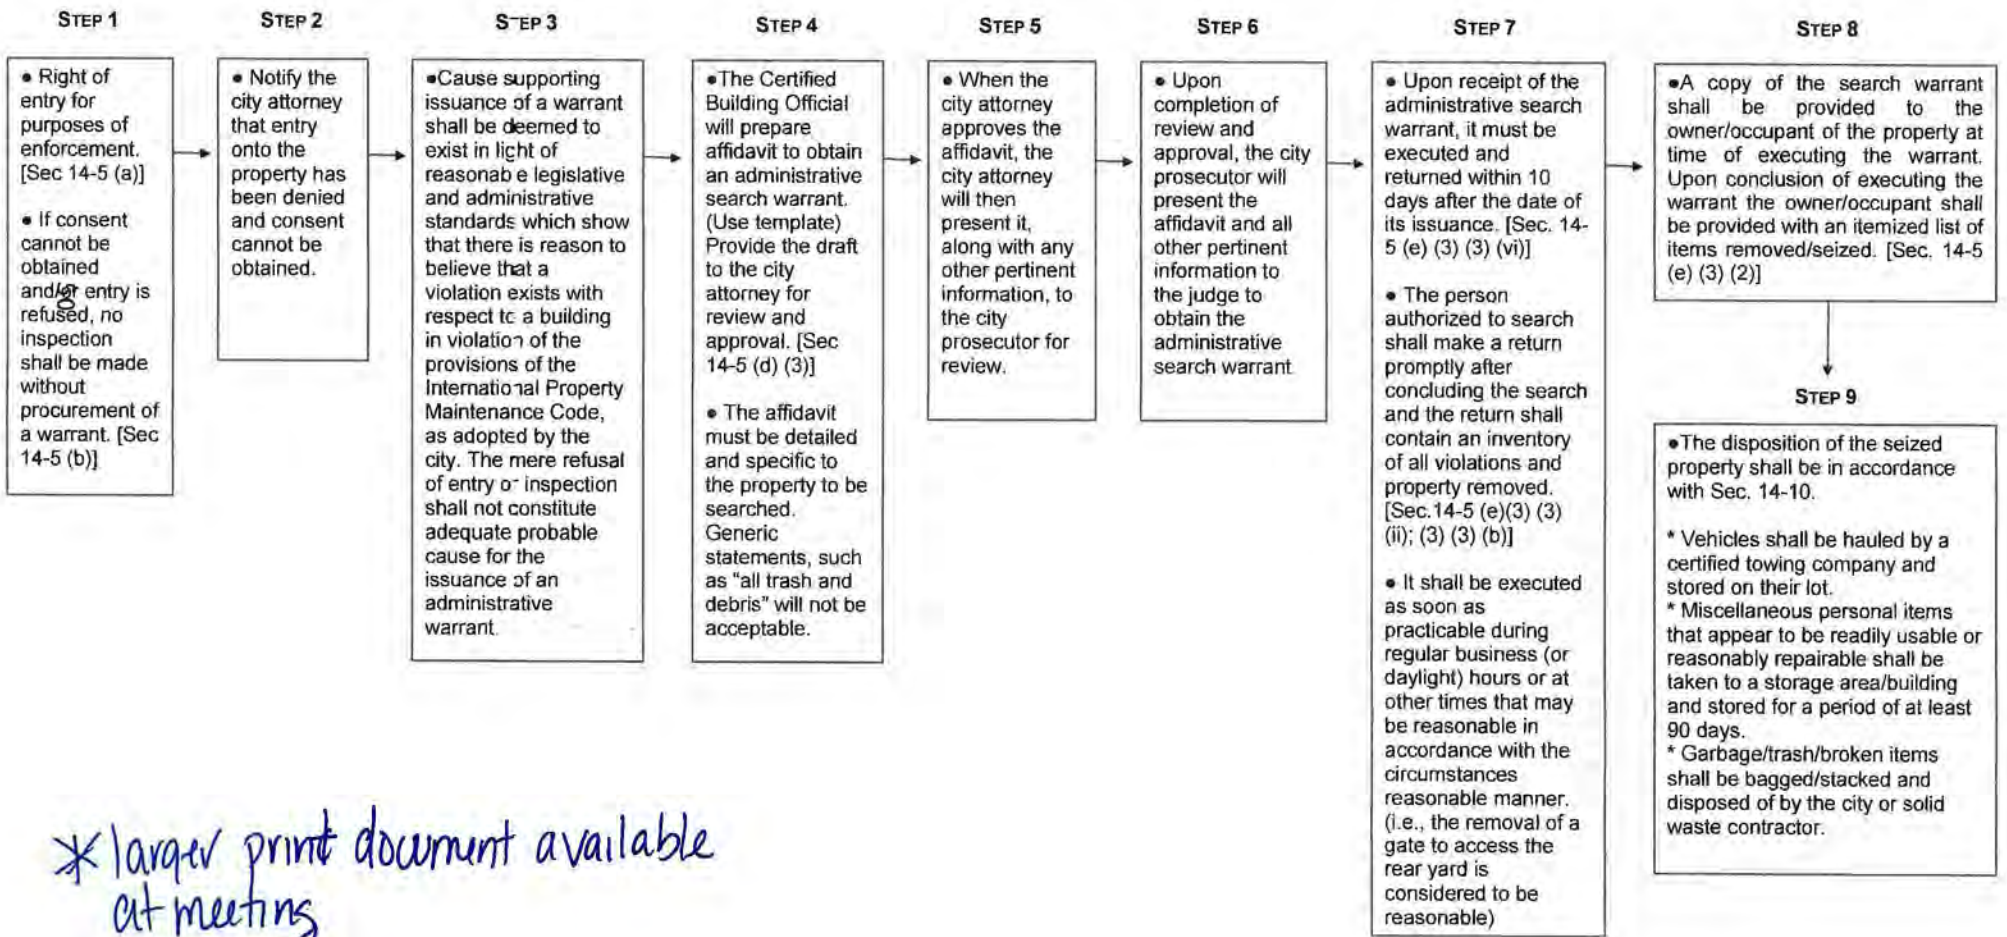 STEP 1
• Right of
entry for
purposes of
enforcement.
[Sec 14-5 (a)]
• If consent
cannot be
obtained
and/or entry is
refused, no
inspection
shall be made
without
procurement of
a warrant. [Sec
14-5 (b)]
STEP 2
• Notify the
city attorney
that entry
onto the
property has
been denied
and consent
cannot be
obtained.
STEP 3
•Cause supporting
issuance of a warrant
shall be deemed to
exist in light of
reasonab e legislative
and administrative
standards which show
that there is reason to
believe that a
violation exists with
respect to a building
in violation of the
provisions of the
International Property
Maintenance Code,
as adopted by the
city. The mere refusal
of entry or inspection
shall not constitute
adequate probable
cause for the
issuance of an
administrative
warrant.
STEP 4
•The Certified
Building Official
will prepare
affidavit to obtain
an administrative
search warrant.
(Use template)
Provide the draft
to the city
attorney for
review and
approval. [Sec
14-5 (d) (3)]
• The affidavit
must be detailed
and specific to
the property to be
searched.
Generic
statements, such
as "all trash and
debris" will not be
acceptable.
STEP 5
• When the
city attorney
approves the
affidavit, the
city attorney
will then
present it,
along with any
other pertinent
information, to
the city
prosecutor for
review.
STEP 6
• Upon
completion of
review and
approval, the city
prosecutor will
present the
affidavit and all
other pertinent
information to
the judge to
obtain the
administrative
search warrant
STEP 7
• Upon receipt of the
administrative search
warrant, it must be
executed and
returned within 10
days after the date of
its issuance. [Sec. 14-
5 (e) (3) (3) (vi)]
• The person
authorized to search
shall make a return
promptly after
concluding the search
and the return shall
contain an inventory
of all violations and
property removed.
[Sec.14-5 (e)(3) (3)
(ii); (3) (3) (b)]
• It shall be executed
as soon as
practicable during
regular business (or
daylight) hours or at
other times that may
be reasonable in
accordance with the
circumstances
reasonable manner.
(i.e., the removal of a
gate to access the
rear yard is
considered to be
reasonable)
STEP 8
•A copy of the search warrant
shall be provided to the
owner/occupant of the property at
time of executing the warrant.
Upon conclusion of executing the
warrant the owner/occupant shall
be provided with an itemized list of
items removed/seized. [Sec. 14-5
(e) (3) (2)]
STEP 9
•The disposition of the seized
property shall be in accordance
with Sec. 14-10.
* Vehicles shall be hauled by a
certified towing company and
stored on their lot.
* Miscellaneous personal items
that appear to be readily usable or
reasonably repairable shall be
taken to a storage area/building
and stored for a period of at least
90 days.
* Garbage/trash/broken items
shall be bagged/stacked and
disposed of by the city or solid
waste contractor.
* larger print document available
at meeting